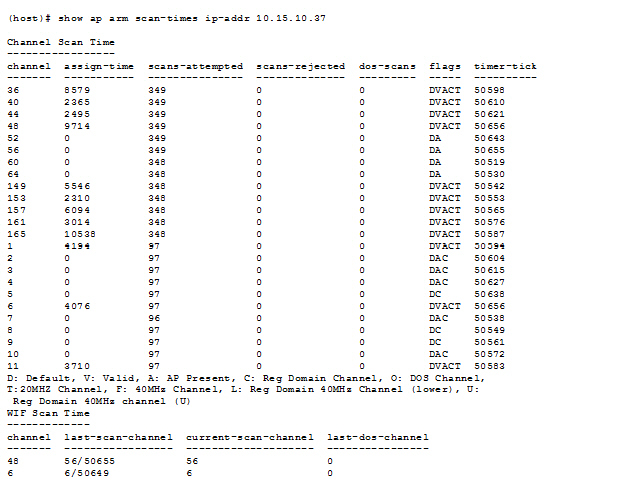 (host)# show ap arm scan-times ip-addr 10.15.10.37
Channel Scan Time
-----------------
channel assign-time scans-attempted scans-rejected dos-scans flags timer-tick
------- ----------- --------------- -------------- --------- ----- ----------
36 8579 349 0 0 DVACT 50598
40 2365 349 0 0 DVACT 50610
44 2495 349 0 0 DVACT 50621
48 9714 349 0 0 DVACT 50656
52 0 349 0 0 DA 50643
56 0 349 0 0 DA 50655
60 0 348 0 0 DA 50519
64 0 348 0 0 DA 50530
149 5546 348 0 0 DVACT 50542
153 2310 348 0 0 DVACT 50553
157 6094 348 0 0 DVACT 50565
161 3014 348 0 0 DVACT 50576
165 10538 348 0 0 DVACT 50587
1 4194 97 0 0 DVACT 50594
2 0 97 0 0 DAC 50604
3 0 97 0 0 DAC 50615
4 0 97 0 0 DAC 50627
5 0 97 0 0 DC 50638
6 4076 97 0 0 DVACT 50656
7 0 96 0 0 DAC 50538
8 0 97 0 0 DC 50549
9 0 97 0 0 DC 50561
10 0 97 0 0 DAC 50572
11 3710 97 0 0 DVACT 50583
D: Default, V: Valid, A: AP Present, C: Reg Domain Channel, O: DOS Channel,
T:20MHZ Channel, F: 40MHz Channel, L: Reg Domain 40MHz Channel (lower), U:
Reg Domain 40MHz channel (U)
WIF Scan Time
-------------
channel last-scan-channel current-scan-channel last-dos-channel
------- ----------------- -------------------- ----------------
48 56/50655 56 0
6 6/50649 6 0